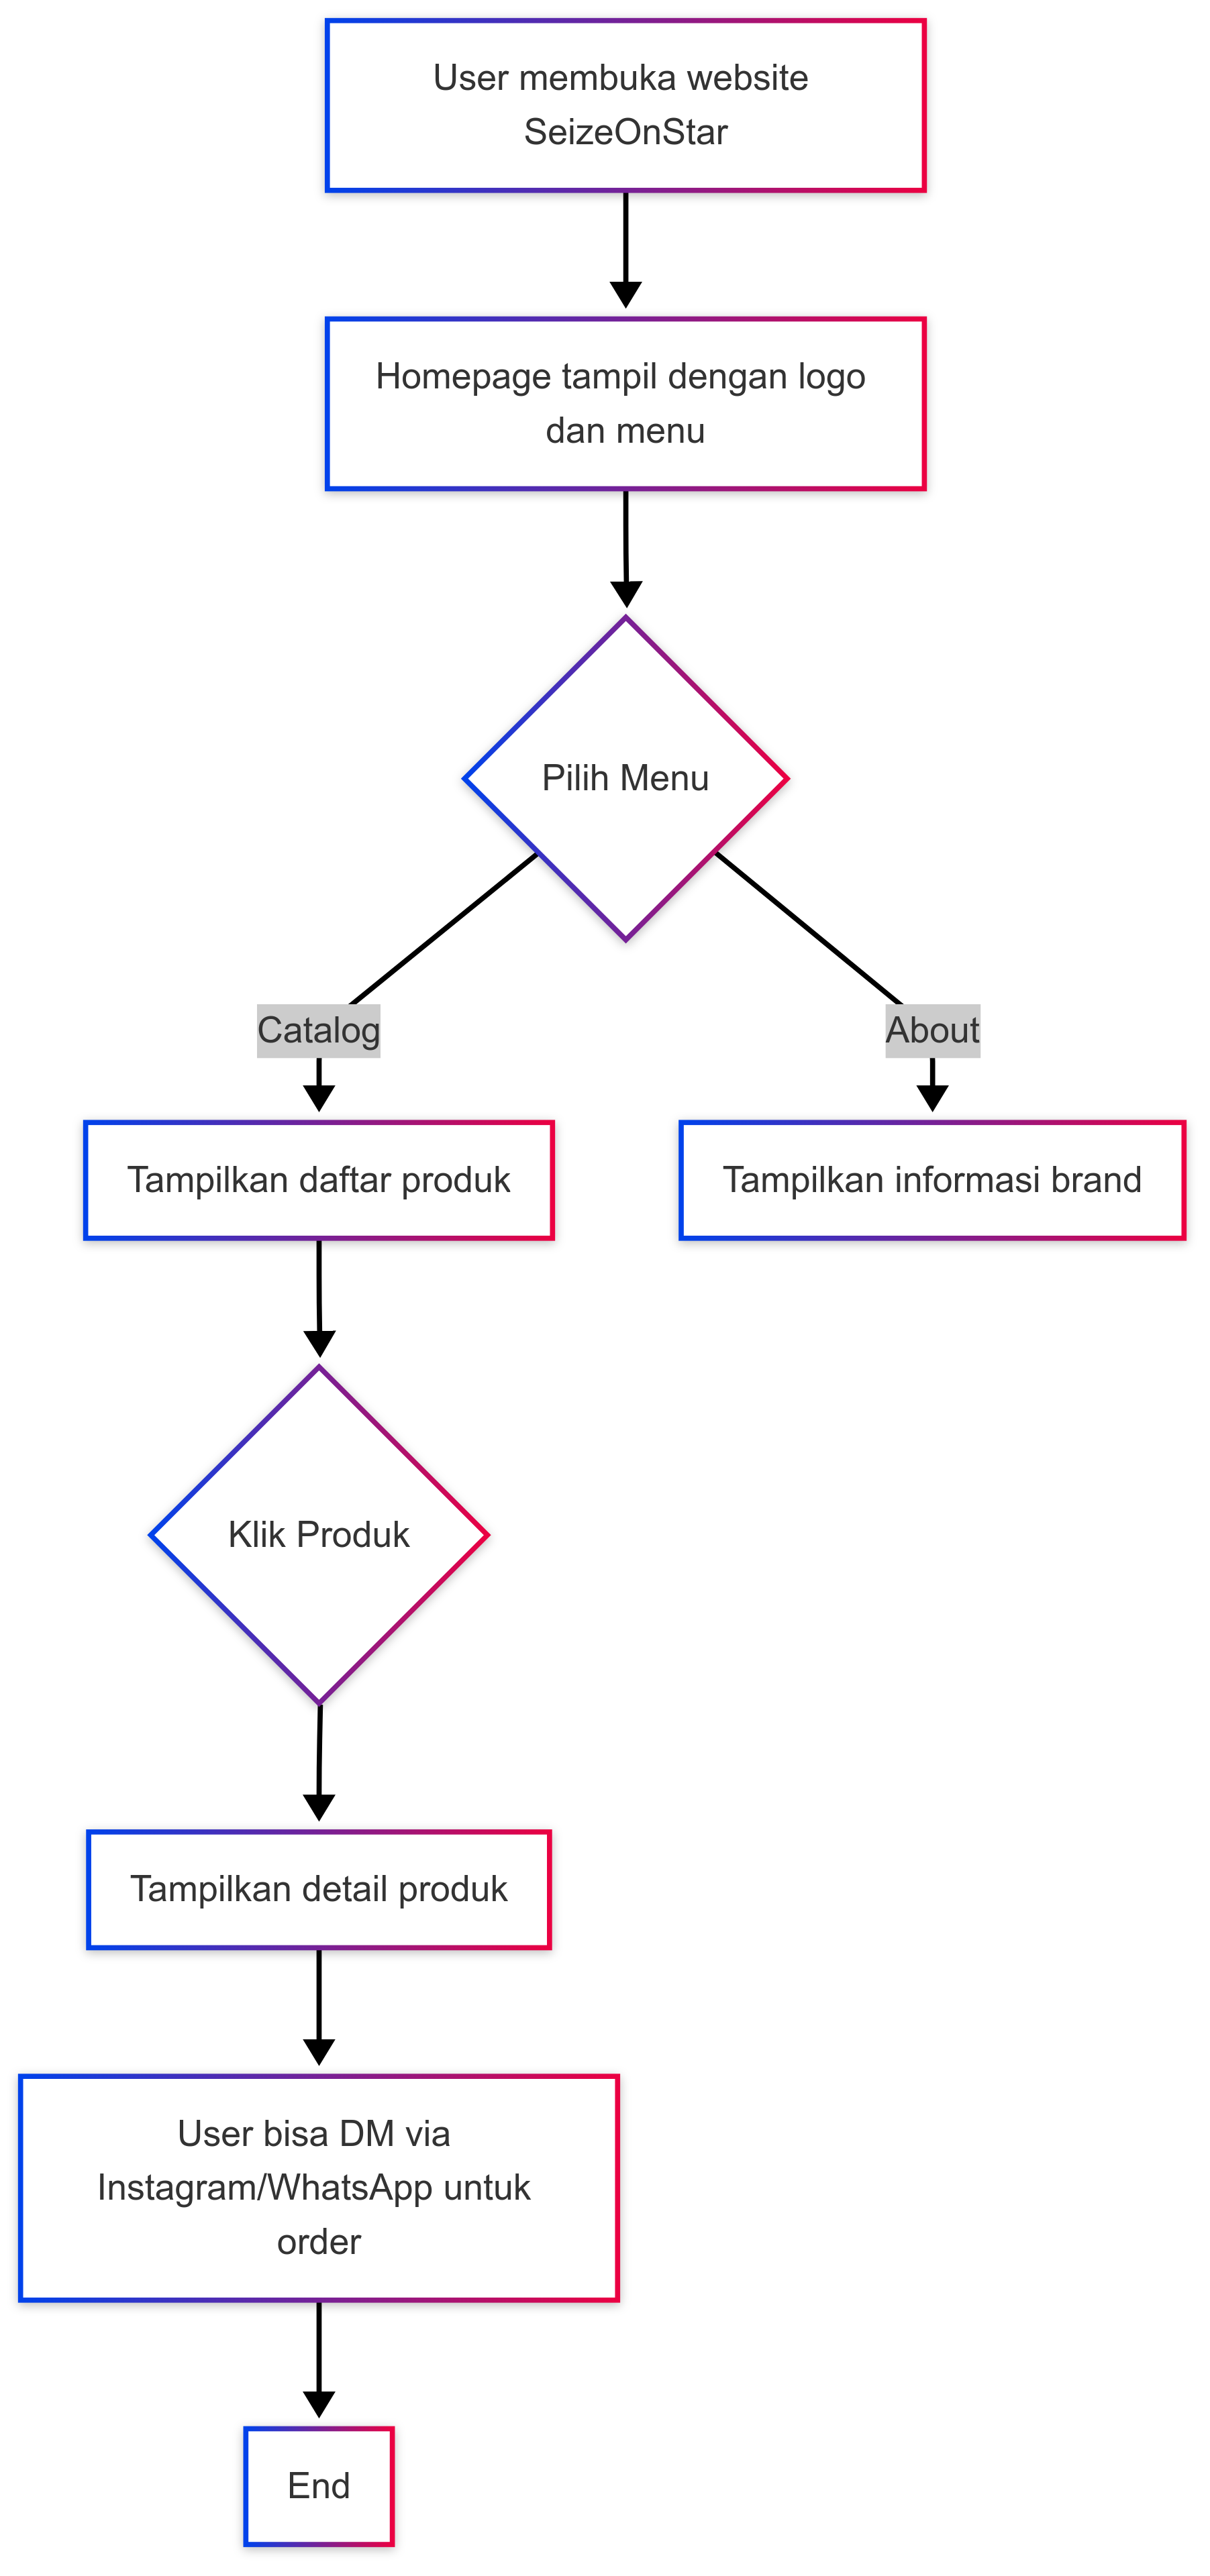 User membuka website
SeizeOnStar
Homepage tampil dengan logo
dan menu
Pilih Menu
Catalog
About
Tampilkan daftar produk
Tampilkan informasi brand
Klik Produk
Tampilkan detail produk
User bisa DM via
Instagram/WhatsApp untuk
order
End